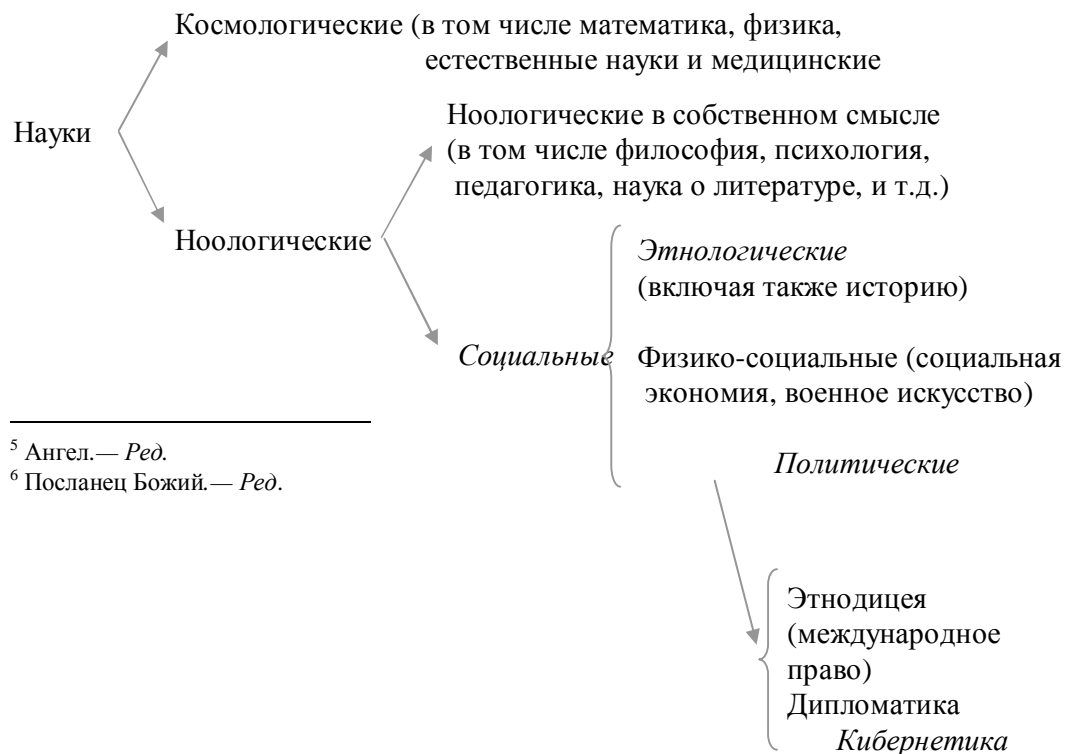 Космологические (в том числе математика, физика,
естественные науки и медицинские
Науки
Ноологические в собственном смысле
(в том числе философия, психология,
педагогика, наука о литературе, и т.д.)
Ноологические
Этнологические
(включая также историю)
Социальные
Физико-социальные (социальная
экономия, военное искусство)
Политические
Этнодицея
(международное
право)
Дипломатика
Кибернетика
5 Ангел.— Ред.
6 Посланец Божий.— Ред.